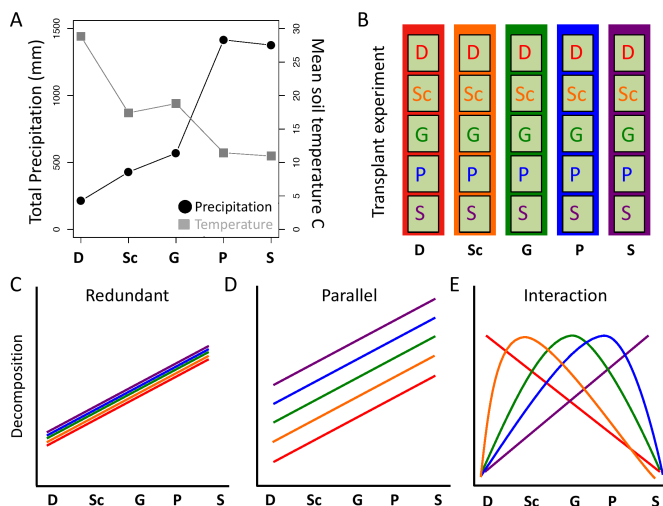 A
1500
1000
500
0
Total Precipitation (mm)
30
25
20
15
10
5
0
Mean soil temperature C
Precipitation
Temperature
D Sc G P S
B
Transplant experiment
D D D D D
Sc Sc Sc Sc Sc
G G G G G
P P P P P
S S S S S
D Sc G P S
C
Redundant
Decomposition
D Sc G P S
D
Parallel
D Sc G P S
E
Interaction
D Sc G P S